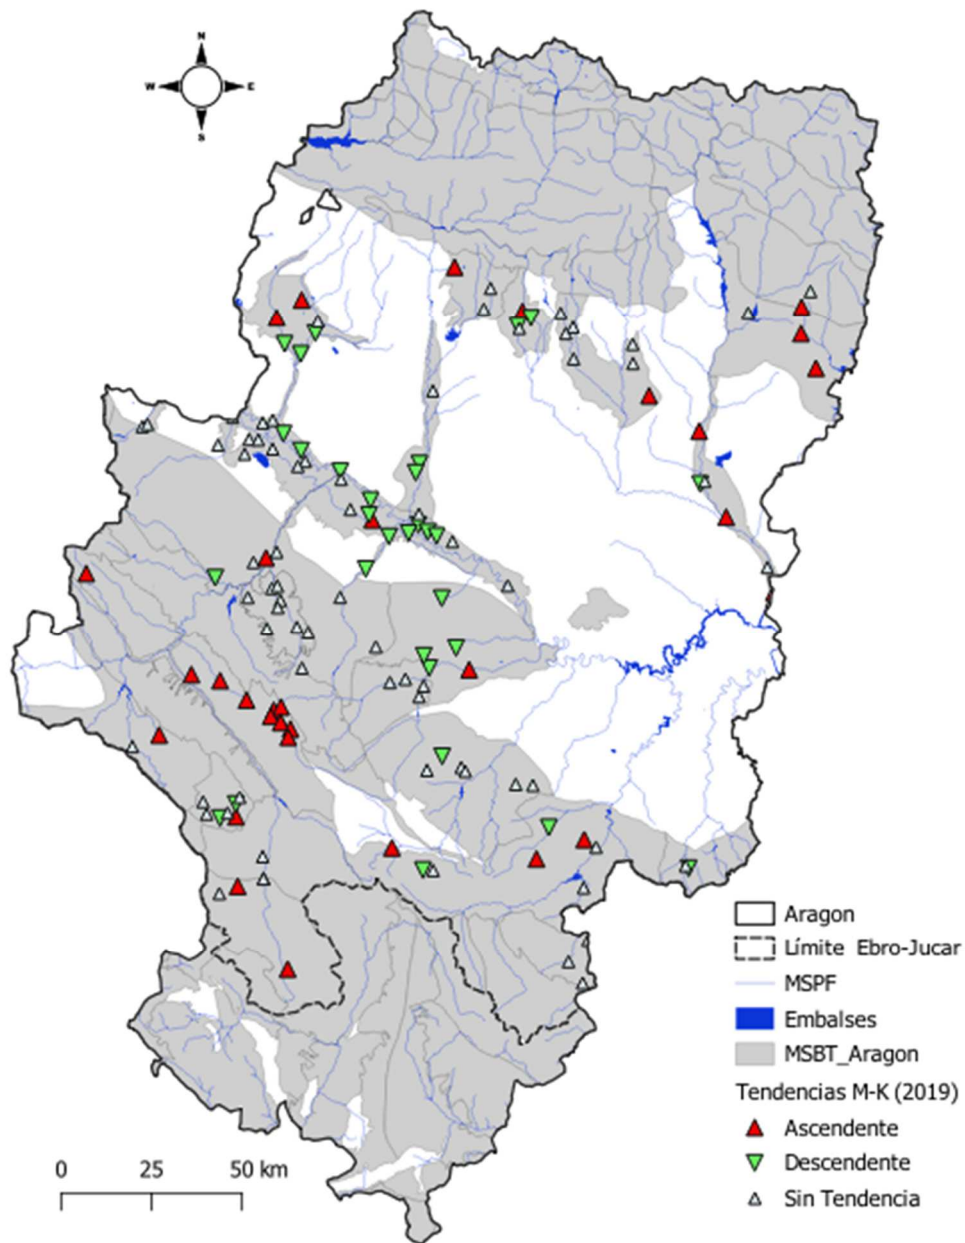 N
W E
S
Aragon
Límite Ebro-Jucar
MSPF
Embalses
MSBT_Aragon
Tendencias M-K (2019)
Ascendente
Descendente
Sin Tendencia
0 25 50 km